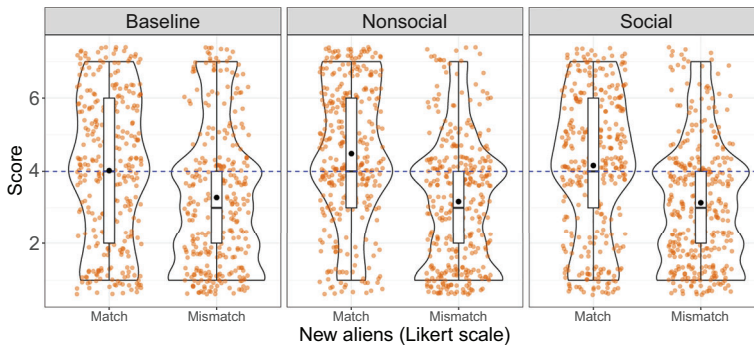 Baseline Nonsocial Social
Score
6
4
2
Match Mismatch Match Mismatch Match Mismatch
New aliens (Likert scale)